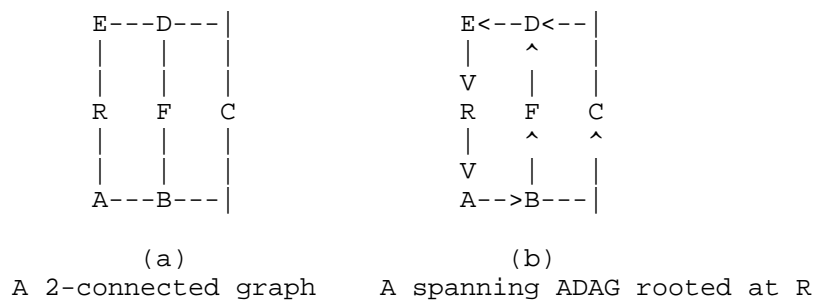 E---D---|          E<--D<--|
|   |   |          |   ^   |
|   |   |          V   |   |
R   F   C          R   F   C
|   |   |          |   ^   ^
|   |   |          V   |   |
A---B---|          A-->B---|
(a)                (b)
A 2-connected graph    A spanning ADAG rooted at R